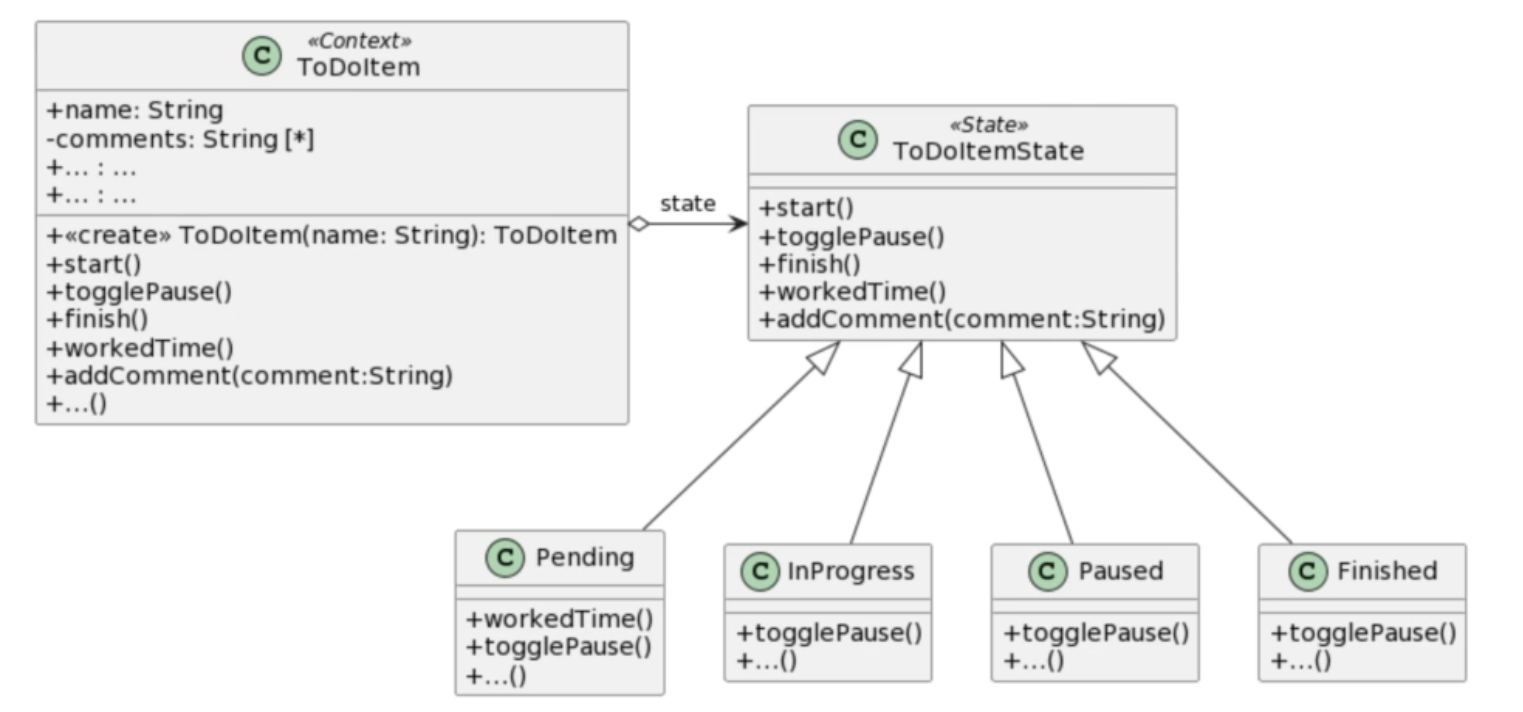 C «Context»
ToDoItem
+name: String
-comments: String [*]
+... : ...
+... : ...
+«create» ToDoItem(name: String): ToDoItem
+start()
+togglePause()
+finish()
+workedTime()
+addComment(comment:String)
+...()
state
C «State»
ToDoItemState
+start()
+togglePause()
+finish()
+workedTime()
+addComment(comment:String)
C Pending
+workedTime()
+togglePause()
+...()
C InProgress
+togglePause()
+...()
C Paused
+togglePause()
+...()
C Finished
+togglePause()
+...()